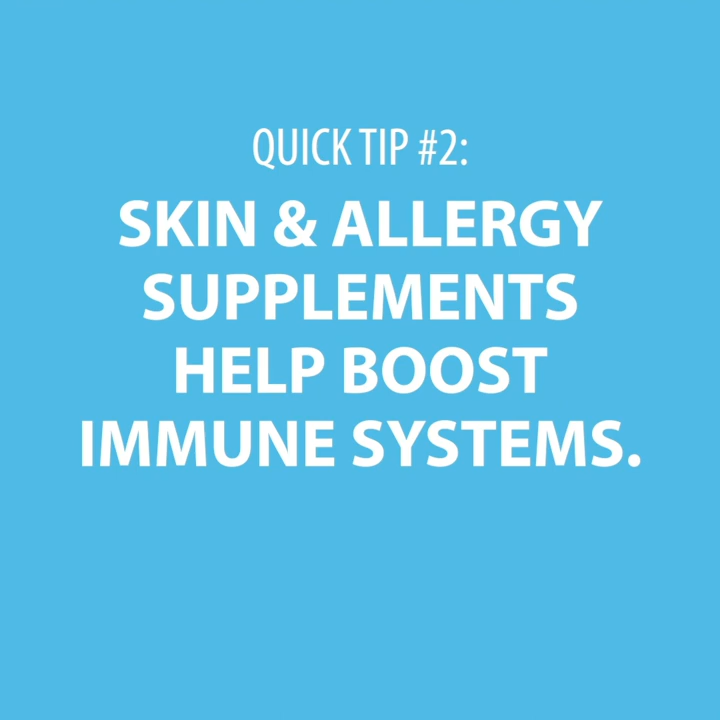 QUICK TIP #2:
SKIN & ALLERGY
SUPPLEMENTS
HELP BOOST
IMMUNE SYSTEMS.